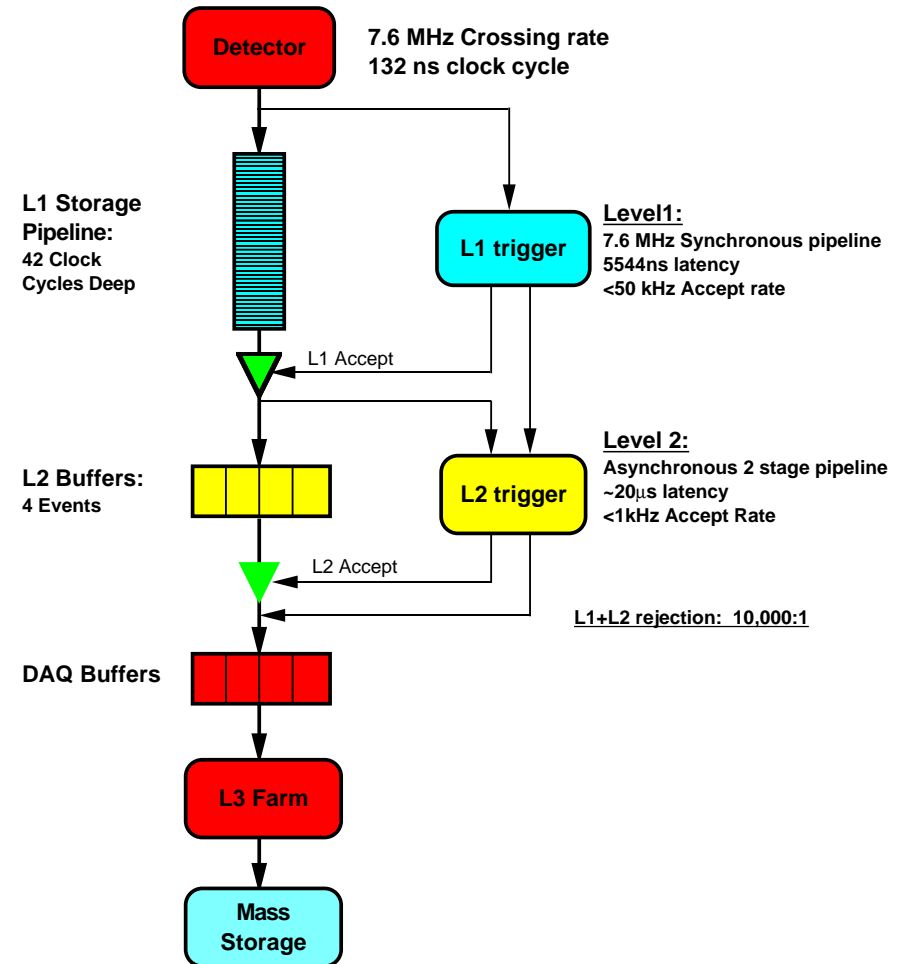 Detector
7.6 MHz Crossing rate
132 ns clock cycle
L1 Storage
Pipeline:
42 Clock
Cycles Deep
L1 trigger
Level1:
7.6 MHz Synchronous pipeline
5544ns latency
<50 kHz Accept rate
L1 Accept
L2 Buffers:
4 Events
L2 trigger
Level 2:
Asynchronous 2 stage pipeline
~20μs latency
<1kHz Accept Rate
L2 Accept
L1+L2 rejection: 10,000:1
DAQ Buffers
L3 Farm
Mass
Storage